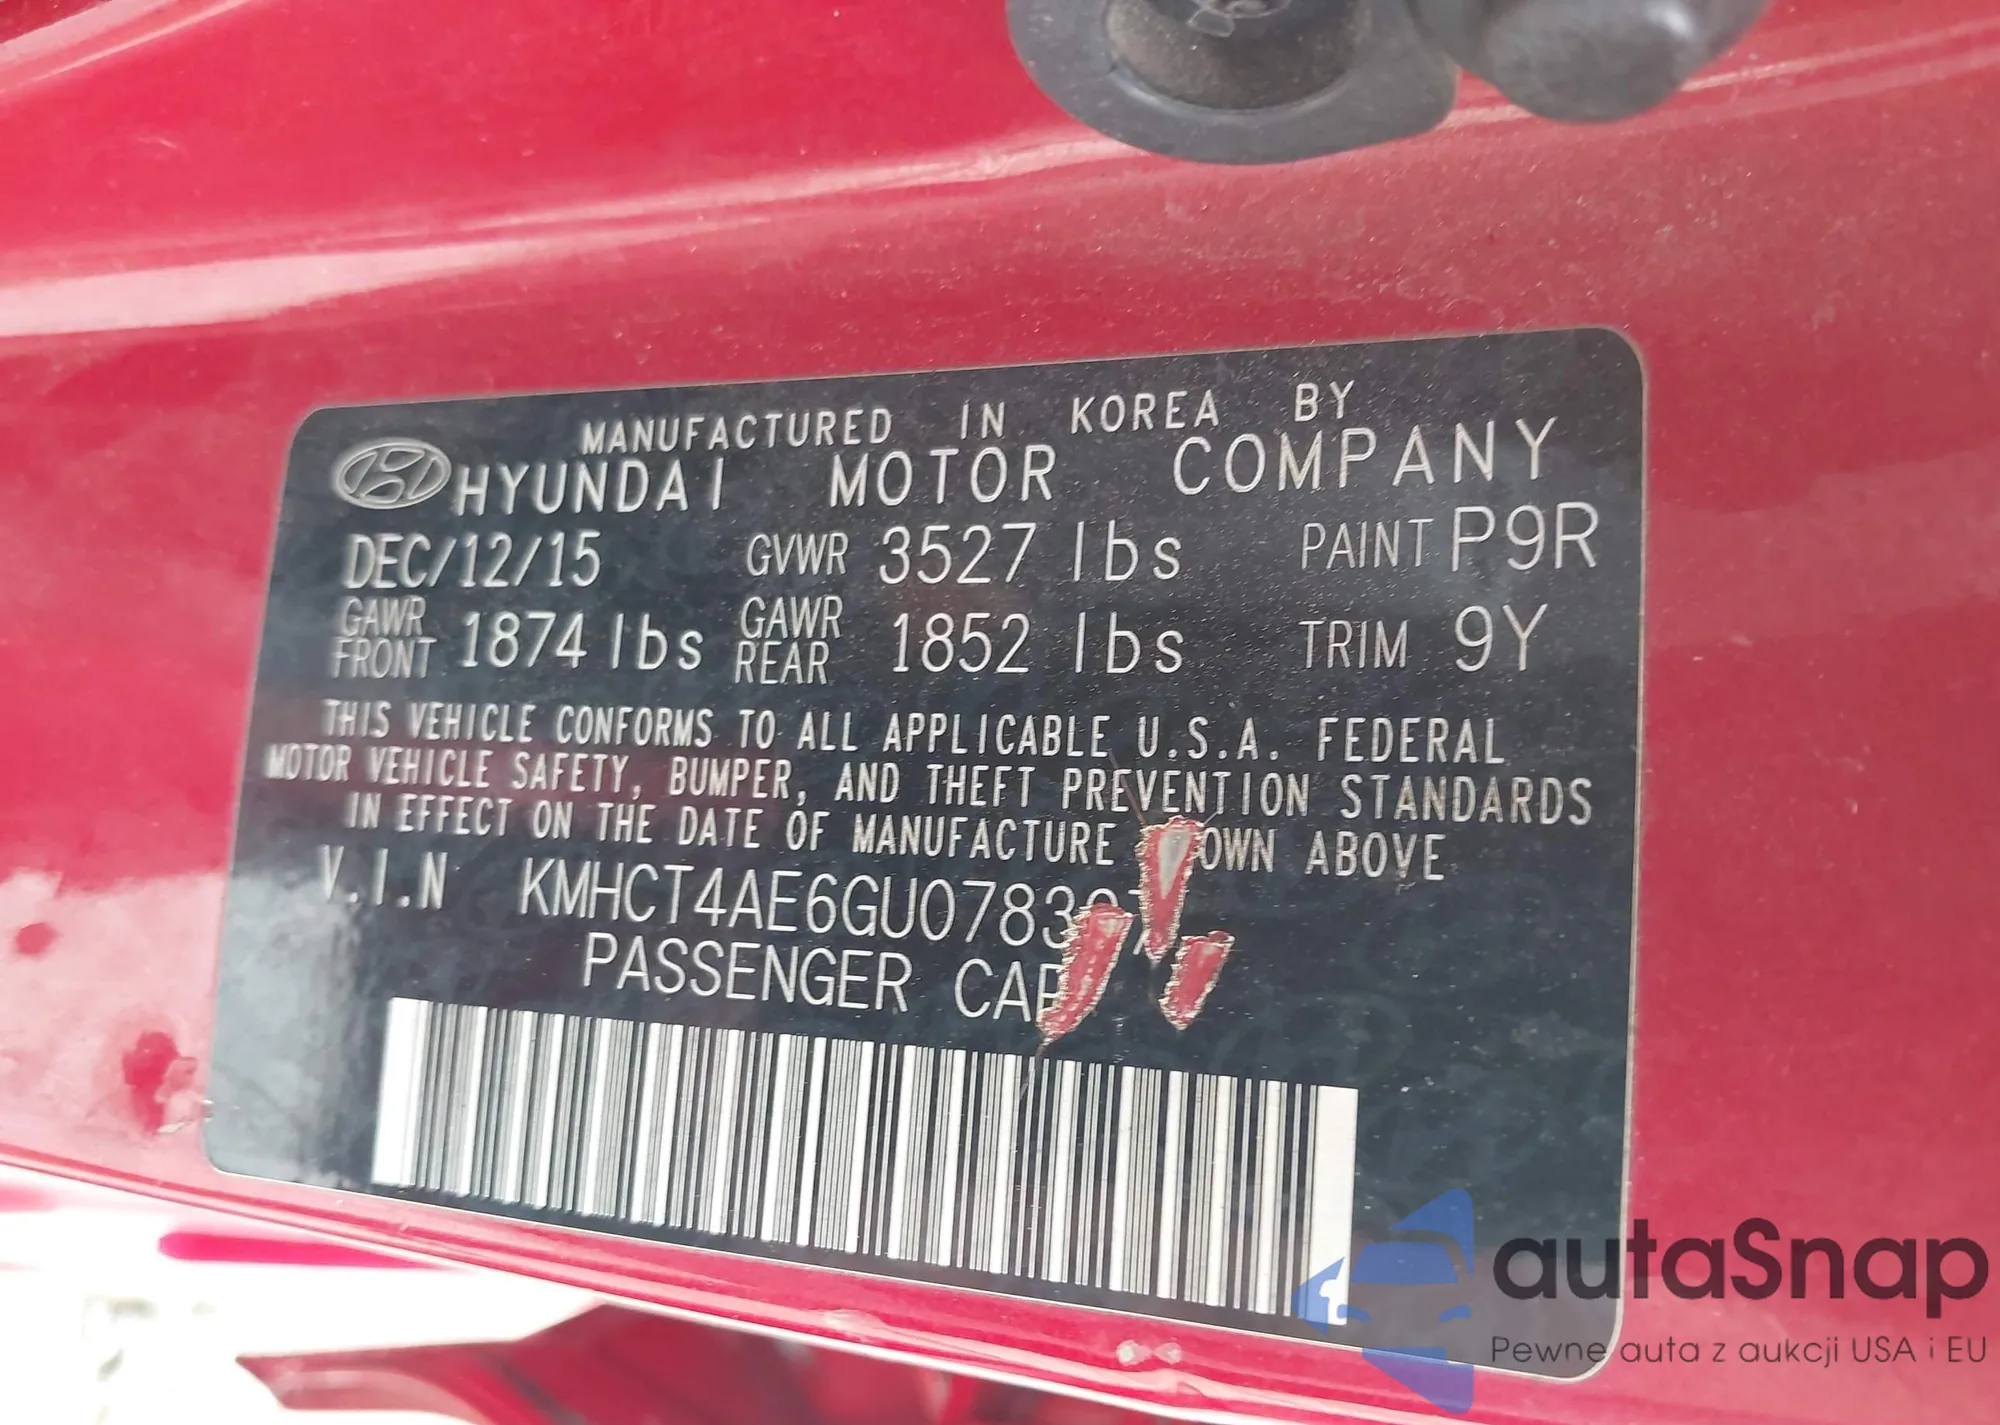 MANUFACTURED IN KOREA BY
HYUNDAI MOTOR COMPANY
DEC/12/15 GVWR 3527 lbs PAINT P9R
GAWR FRONT 1874 lbs GAWR REAR 1852 lbs TRIM 9Y
THIS VEHICLE CONFORMS TO ALL APPLICABLE U.S.A. FEDERAL
MOTOR VEHICLE SAFETY, BUMPER, AND THEFT PREVENTION STANDARDS
IN EFFECT ON THE DATE OF MANUFACTURE OWN ABOVE
V.I.N
PASSENGER
autaSnap
Pewne auta z aukcji USA i EU